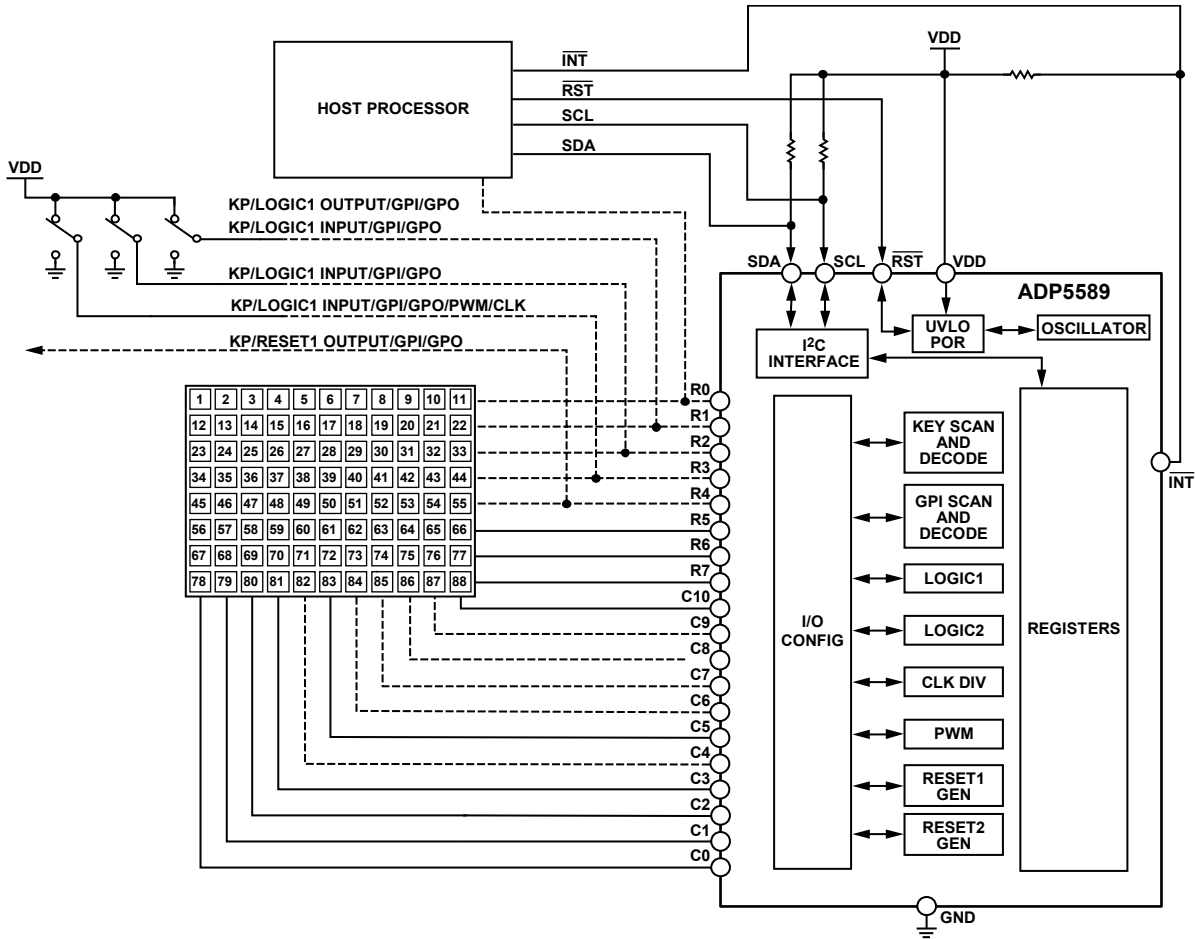 VDD
INT
RST
SCL
SDA
HOST PROCESSOR
VDD
KP/LOGIC1 OUTPUT/GPI/GPO
KP/LOGIC1 INPUT/GPI/GPO
KP/LOGIC1 INPUT/GPI/GPO
KP/LOGIC1 INPUT/GPI/GPO/PWM/CLK
KP/RESET1 OUTPUT/GPI/GPO
SDA SCL RST VDD
ADP5589
I2C
INTERFACE
UVLO
POR
OSCILLATOR
1 2 3 4 5 6 7 8 9 10 11
12 13 14 15 16 17 18 19 20 21 22
23 24 25 26 27 28 29 30 31 32 33
34 35 36 37 38 39 40 41 42 43 44
45 46 47 48 49 50 51 52 53 54 55
56 57 58 59 60 61 62 63 64 65 66
67 68 69 70 71 72 73 74 75 76 77
78 79 80 81 82 83 84 85 86 87 88
R0
R1
R2
R3
R4
R5
R6
R7
C10
C9
C8
C7
C6
C5
C4
C3
C2
C1
C0
I/O
CONFIG
KEY SCAN
AND
DECODE
GPI SCAN
AND
DECODE
LOGIC1
LOGIC2
CLK DIV
PWM
RESET1
GEN
RESET2
GEN
REGISTERS
INT
GND